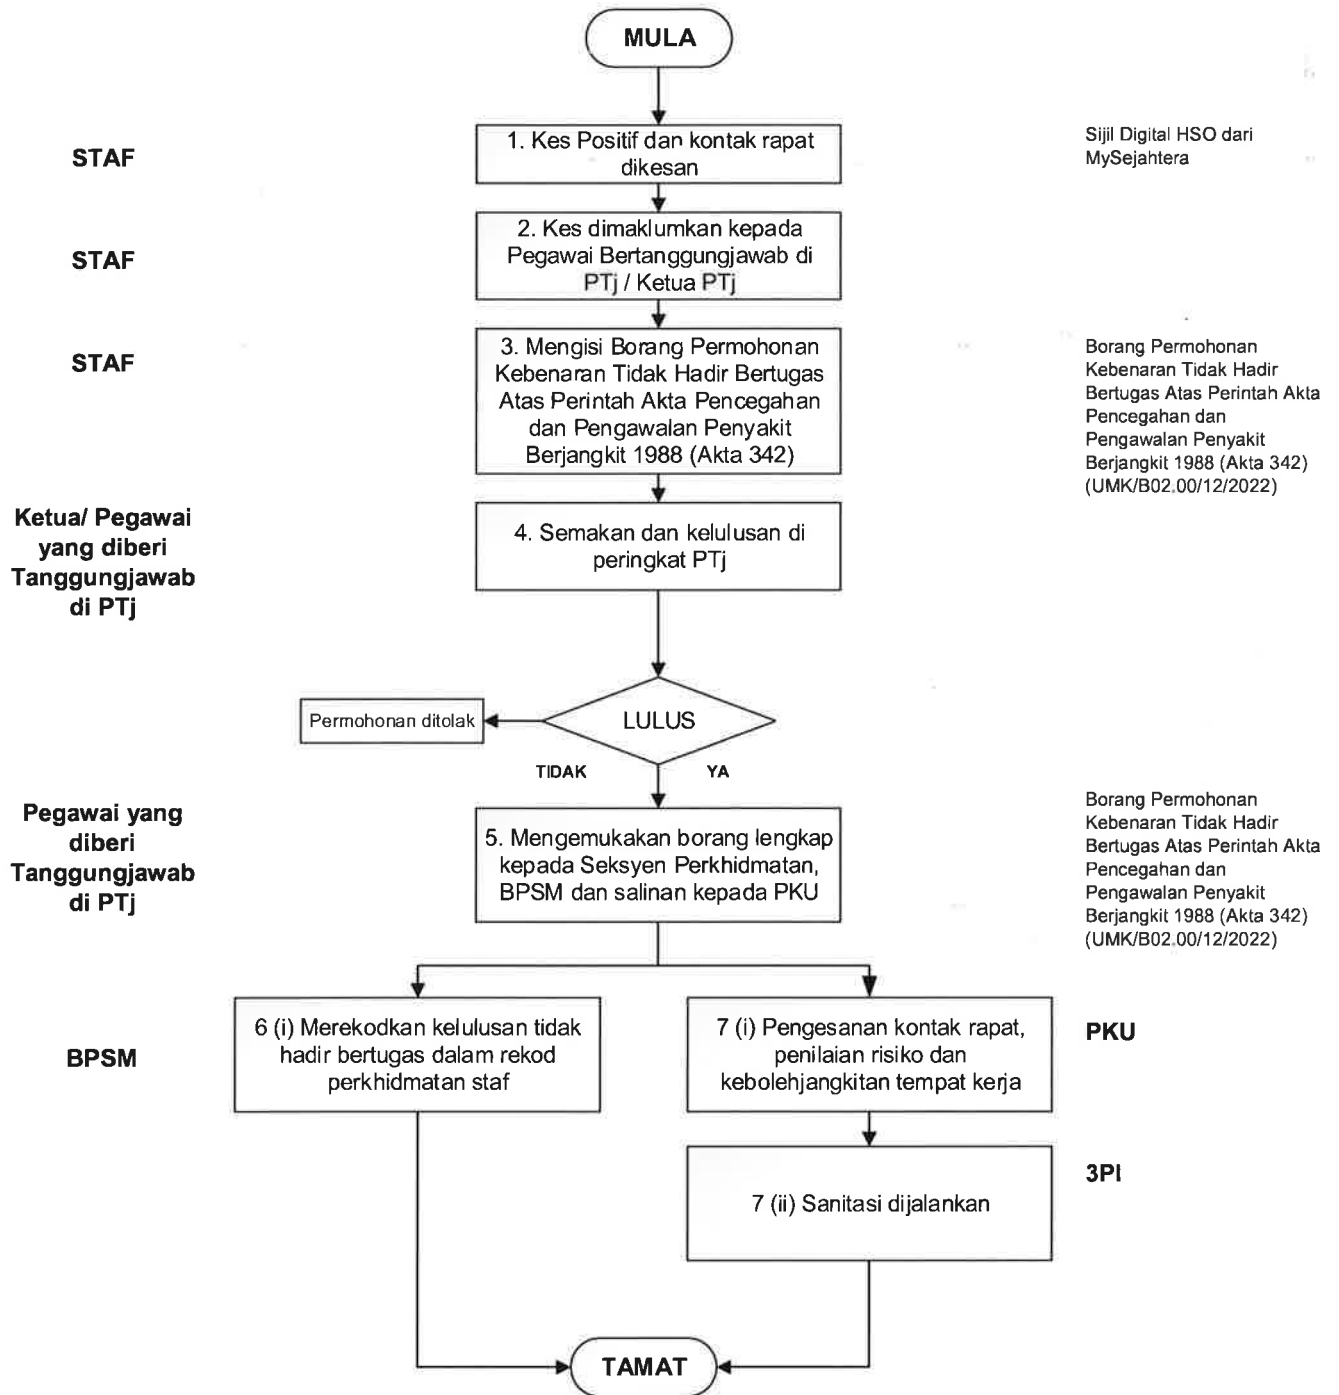 MULA
STAF
1. Kes Positif dan kontak rapat
dikesan
Sijil Digital HSO dari
MySejahtera
STAF
2. Kes dimaklumkan kepada
Pegawai Bertanggungjawab di
PTj / Ketua PTj
STAF
3. Mengisi Borang Permohonan
Kebenaran Tidak Hadir Bertugas
Atas Perintah Akta Pencegahan
dan Pengawalan Penyakit
Berjangkit 1988 (Akta 342)
Borang Permohonan
Kebenaran Tidak Hadir
Bertugas Atas Perintah Akta
Pencegahan dan
Pengawalan Penyakit
Berjangkit 1988 (Akta 342)
(UMK/B02.00/12/2022)
Ketua/ Pegawai
yang diberi
Tanggungjawab
di PTj
4. Semakan dan kelulusan di
peringkat PTj
Permohonan ditolak
LULUS
TIDAK
YA
Pegawai yang
diberi
Tanggungjawab
di PTj
5. Mengemukakan borang lengkap
kepada Seksyen Perkhidmatan,
BPSM dan salinan kepada PKU
Borang Permohonan
Kebenaran Tidak Hadir
Bertugas Atas Perintah Akta
Pencegahan dan
Pengawalan Penyakit
Berjangkit 1988 (Akta 342)
(UMK/B02.00/12/2022)
BPSM
6 (i) Merekodkan kelulusan tidak
hadir bertugas dalam rekod
perkhidmatan staf
7 (i) Pengesanan kontak rapat,
penilaian risiko dan
kebolehjangkitan tempat kerja
PKU
7 (ii) Sanitasi dijalankan
3PI
TAMAT